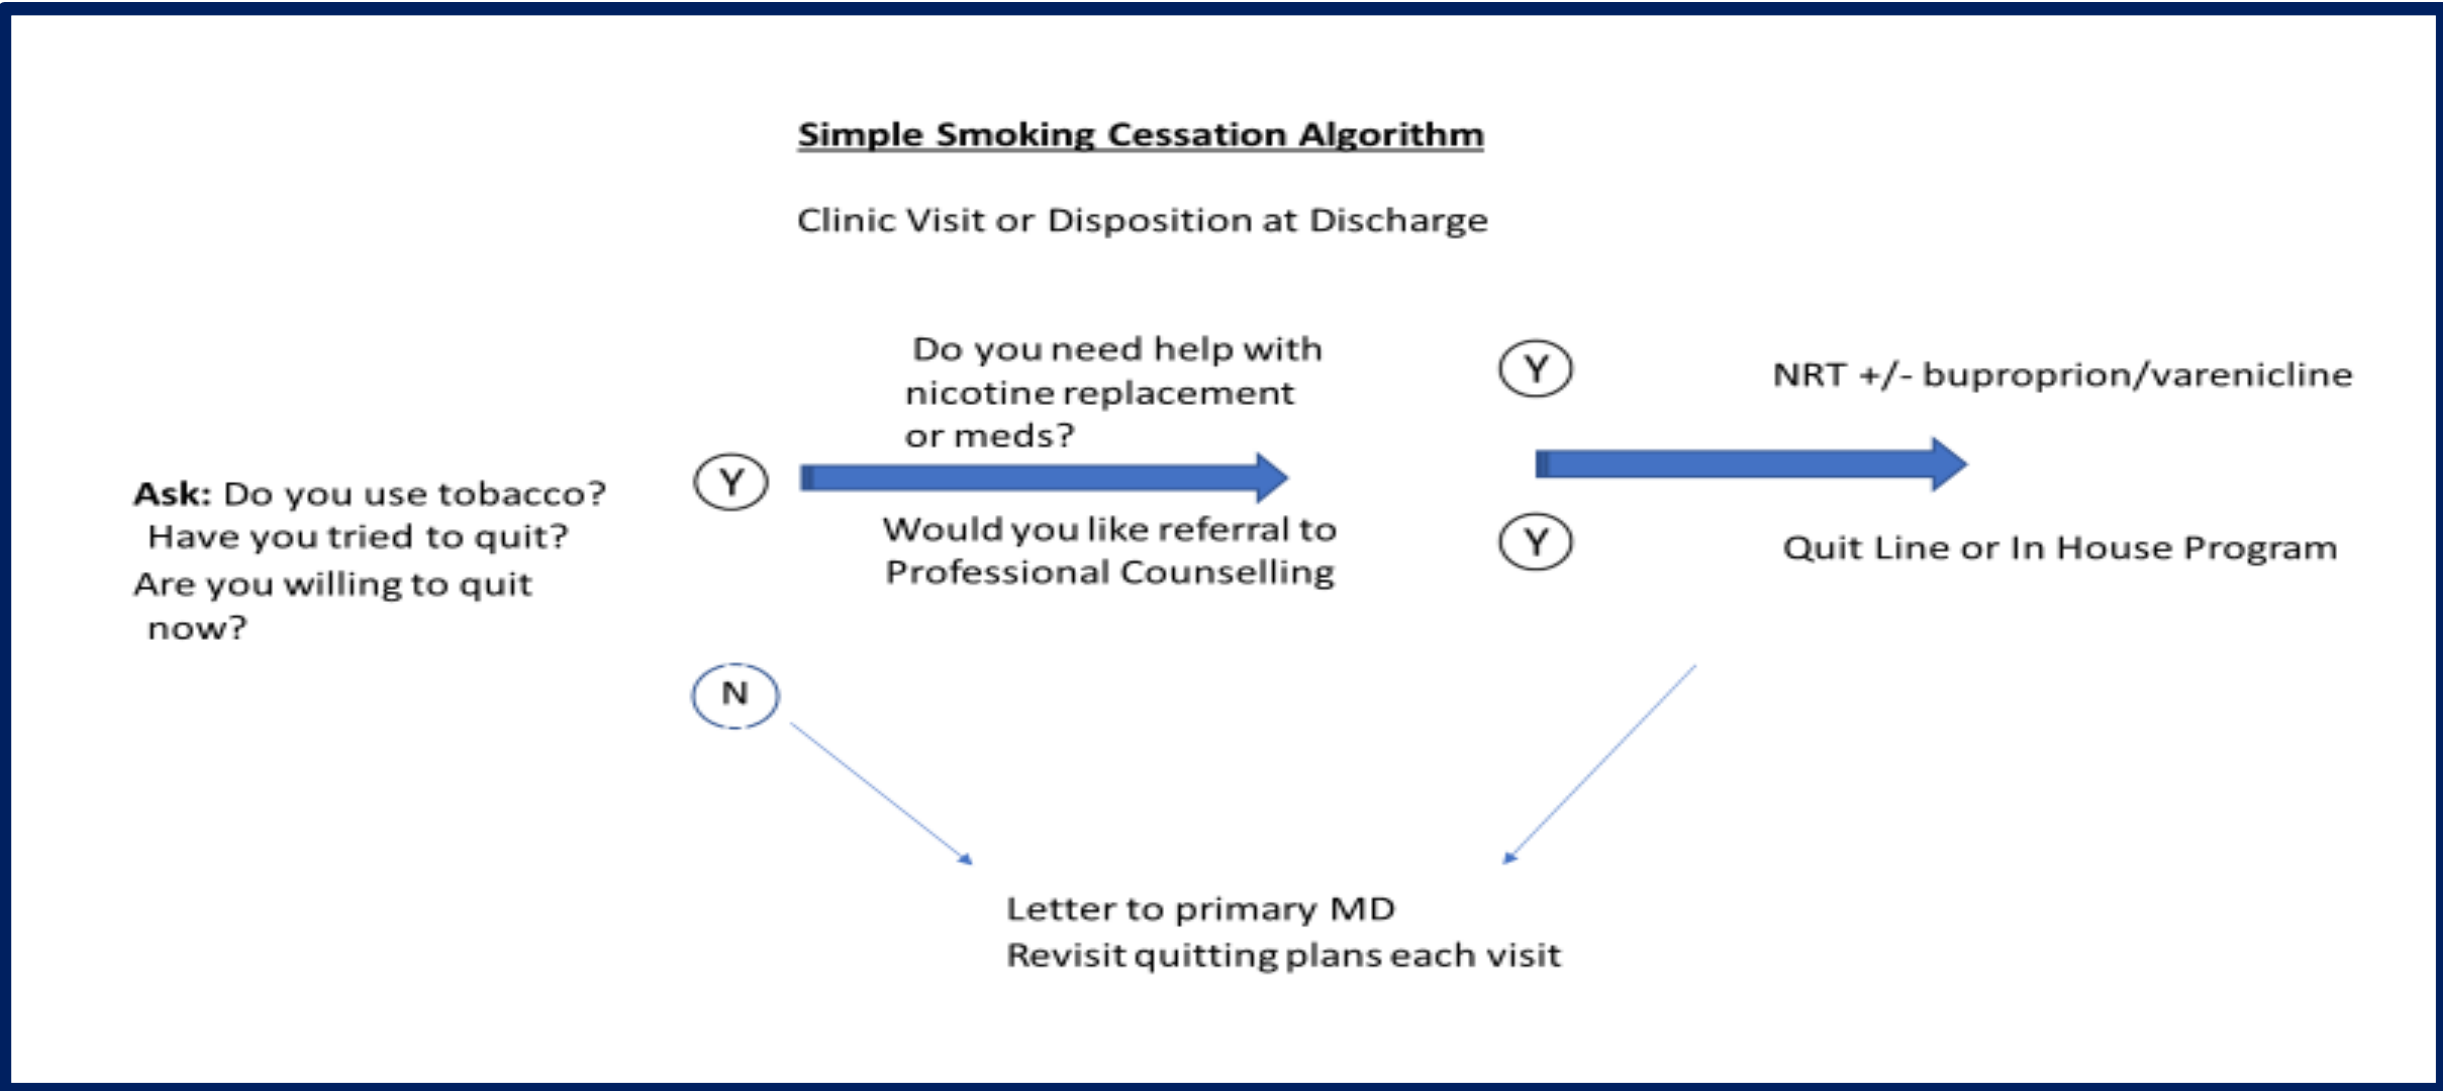 Simple Smoking Cessation Algorithm
Clinic Visit or Disposition at Discharge
Ask: Do you use tobacco?
Have you tried to quit?
Are you willing to quit
now?
Y
N
Do you need help with
nicotine replacement
or meds?
Would you like referral to
Professional Counselling
Y
NRT +/- buproprion/varenicline
Y
Quit Line or In House Program
Letter to primary MD
Revisit quitting plans each visit